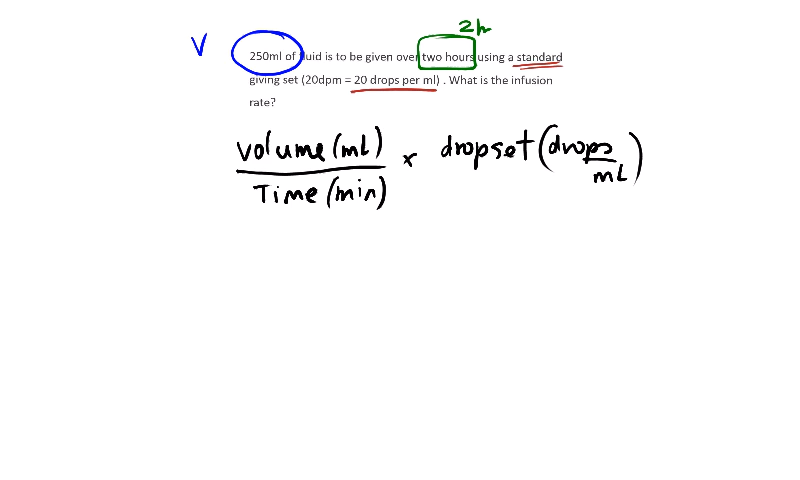 2h
V
250ml of fluid is to be given over two hours using a standard
giving set (20dpm = 20 drops per ml) . What is the infusion
rate?
volume (mL) x dropset (drops
mL)
Time (min)